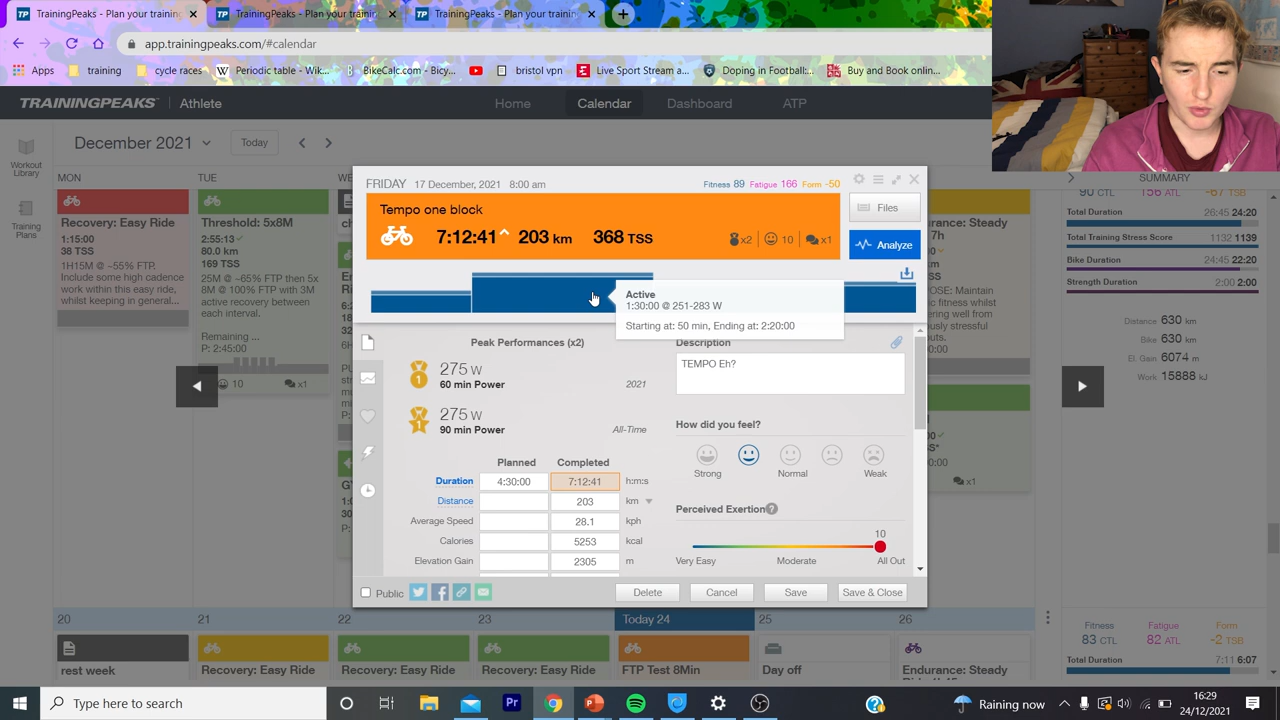 TrainingPeaks - Plan your training
TrainingPeaks - Plan your training
TrainingPeaks - Plan your training
app.trainingpeaks.com/#calendar
Apps
training
cycle races
Periodic table - Wik...
BikeCalc.com - Bicy...
bristol vpn
Live Sport Stream a...
Doping in Football:...
Buy and Book onlin...
TRAININGPEAKS
Athlete
Home
Calendar
Dashboard
ATP
December 2021
Today
Workout Library
Training Plans
MON
TUE
SUMMARY
Recovery: Easy Ride
1:15:00
38 TSS
1H15M @ ~55% FTP.
Include some high cadence
work within this easy ride,
whilst keeping in general...
Threshold: 5x8M
2:55:13
80.0 km
169 TSS
25M @ ~65% FTP then 5x
8M @ 100% FTP with 3M
active recovery between
each interval.
Remaining ...
P: 2:45:00
10
x1
FRIDAY 17 December, 2021 8:00 am
Fitness 89 Fatigue 166 Form -50
Tempo one block
7:12:41 203 km 368 TSS
x2 10 x1
Files
Analyze
Active
1:30:00 @ 251-283 W
Starting at: 50 min, Ending at: 2:20:00
Peak Performances (x2)
275 W
60 min Power
2021
275 W
90 min Power
All-Time
Planned Completed
Duration 4:30:00 7:12:41 h:m:s
Distance 203 km
Average Speed 28.1 kph
Calories 5253 kcal
Elevation Gain 2305 m
Description
TEMPO Eh?
How did you feel?
Strong
Normal
Weak
Perceived Exertion
10
Very Easy
Moderate
All Out
Public
Delete
Cancel
Save
Save & Close
Endurance: Steady
x1
90 CTL 156 ATL -67 TSB
Total Duration 26:45 24:20
Total Training Stress Score 1132 1139
Bike Duration 24:45 22:20
Strength Duration 2:00 2:00
Distance 630 km
Bike 630 km
El. Gain 6074 m
Work 15888 kJ
20
21
22
23
Today 24
25
26
rest week
Recovery: Easy Ride
Recovery: Easy Ride
Recovery: Easy Ride
FTP Test 8Min
Day off
Endurance: Steady
Fitness Fatigue Form
83 CTL 82 ATL -2 TSB
Total Duration 7:11 6:07
Type here to search
Raining now
16:29
24/12/2021